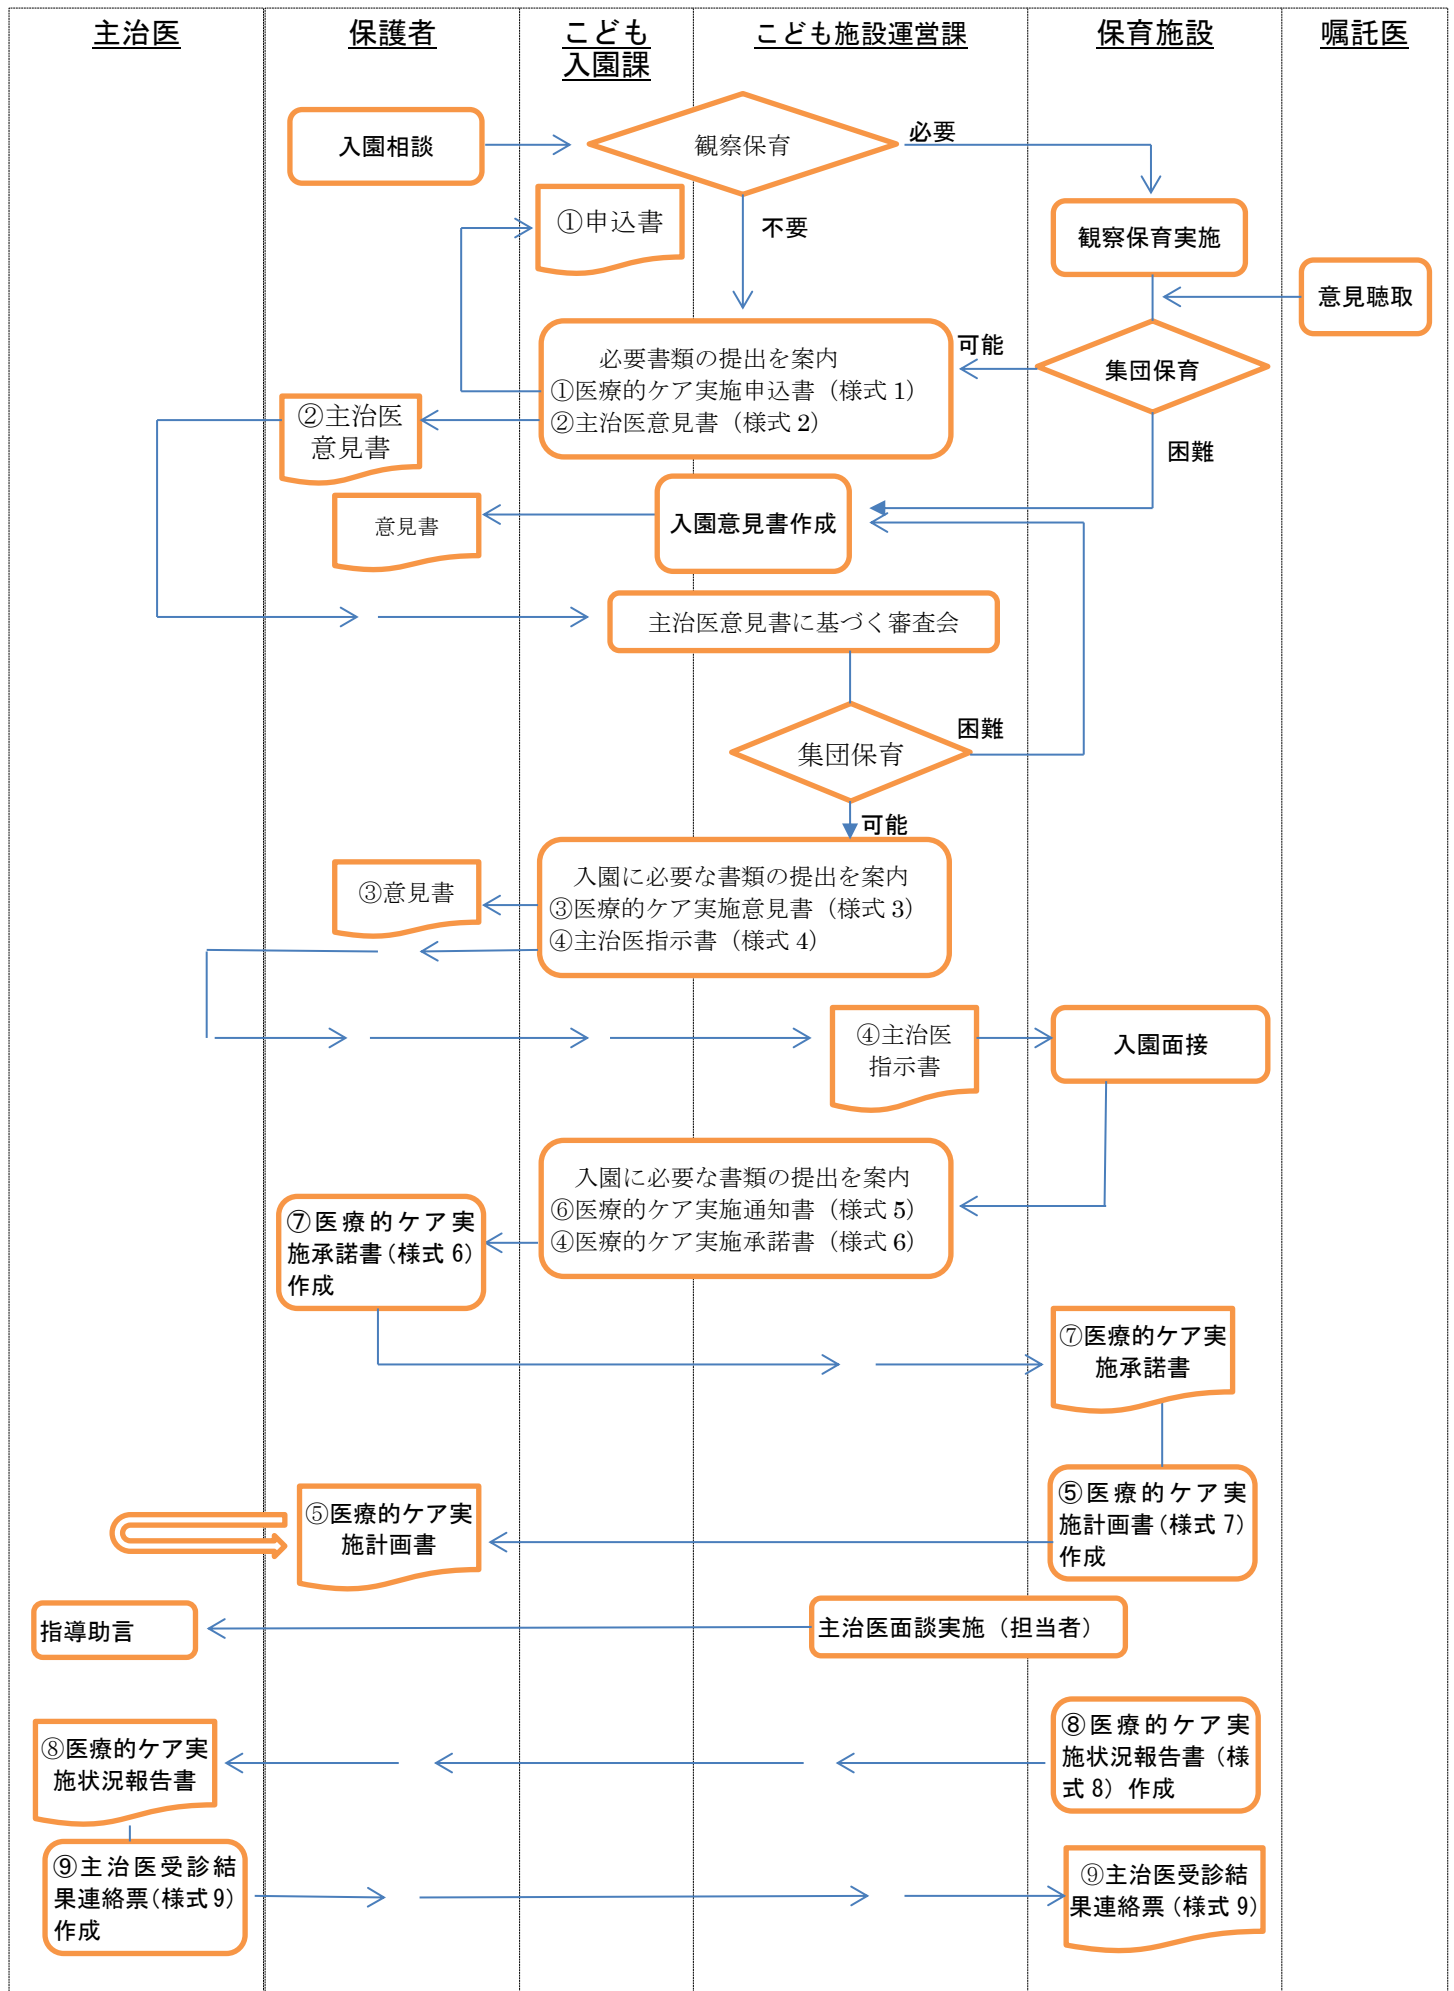 主治医
保護者
こども
入園課
こども施設運営課
保育施設
嘱託医
入園相談
観察保育
必要
①申込書
不要
観察保育実施
意見聴取
必要書類の提出を案内
①医療的ケア実施申込書（様式1）
②主治医意見書（様式2）
可能
集団保育
②主治医
意見書
困難
意見書
入園意見書作成
主治医意見書に基づく審査会
集団保育
困難
可能
③意見書
入園に必要な書類の提出を案内
③医療的ケア実施意見書（様式3）
④主治医指示書（様式4）
④主治医
指示書
入園面接
入園に必要な書類の提出を案内
⑥医療的ケア実施通知書（様式5）
④医療的ケア実施承諾書（様式6）
⑦医療的ケア実
施承諾書（様式6）
作成
⑦医療的ケア実
施承諾書
⑤医療的ケア実
施計画書
⑤医療的ケア実
施計画書（様式7）
作成
指導助言
主治医面談実施（担当者）
⑧医療的ケア実
施状況報告書
⑧医療的ケア実
施状況報告書（様
式8）作成
⑨主治医受診結
果連絡票（様式9）
作成
⑨主治医受診結
果連絡票（様式9）